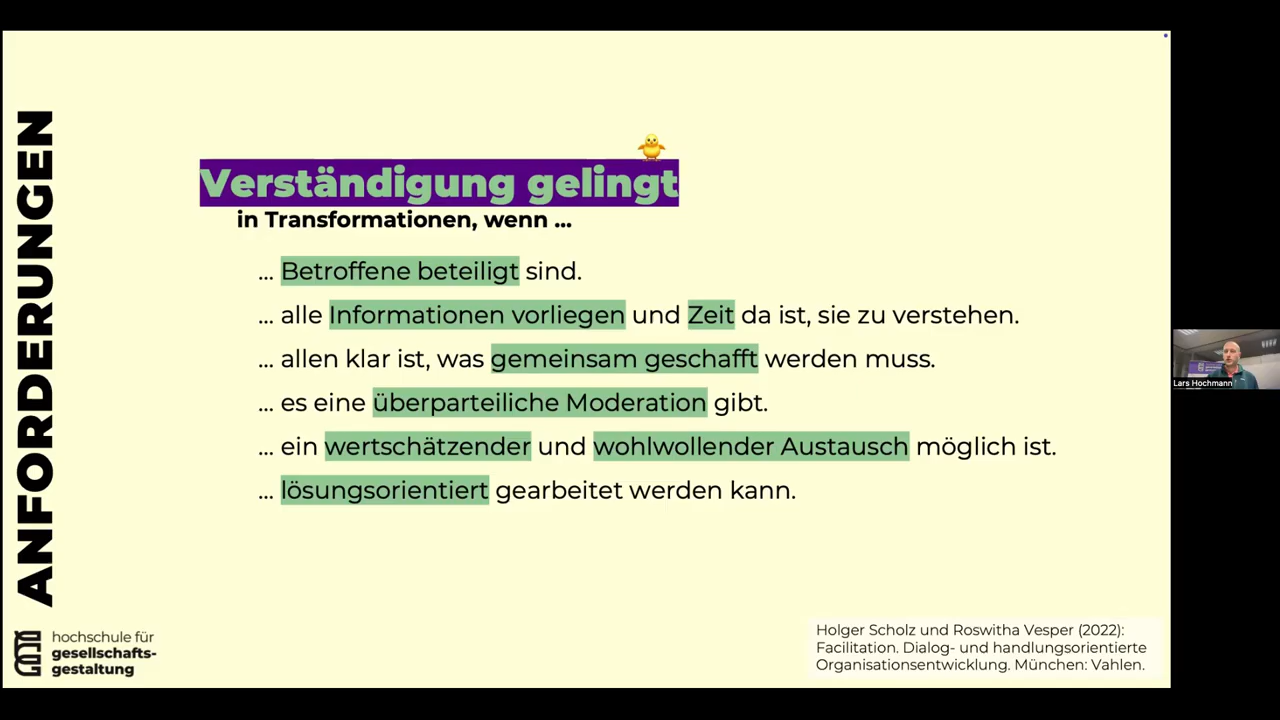 ANFORDERUNGEN
Verständigung gelingt
in Transformationen, wenn ...
... Betroffene beteiligt sind.
... alle Informationen vorliegen und Zeit da ist, sie zu verstehen.
... allen klar ist, was gemeinsam geschafft werden muss.
... es eine überparteiliche Moderation gibt.
... ein wertschätzender und wohlwollender Austausch möglich ist.
... lösungsorientiert gearbeitet werden kann.
Lars Hochmann
hochschule für
gesellschafts-
gestaltung
Holger Scholz und Roswitha Vesper (2022):
Facilitation. Dialog- und handlungsorientierte
Organisationsentwicklung. München: Vahlen.